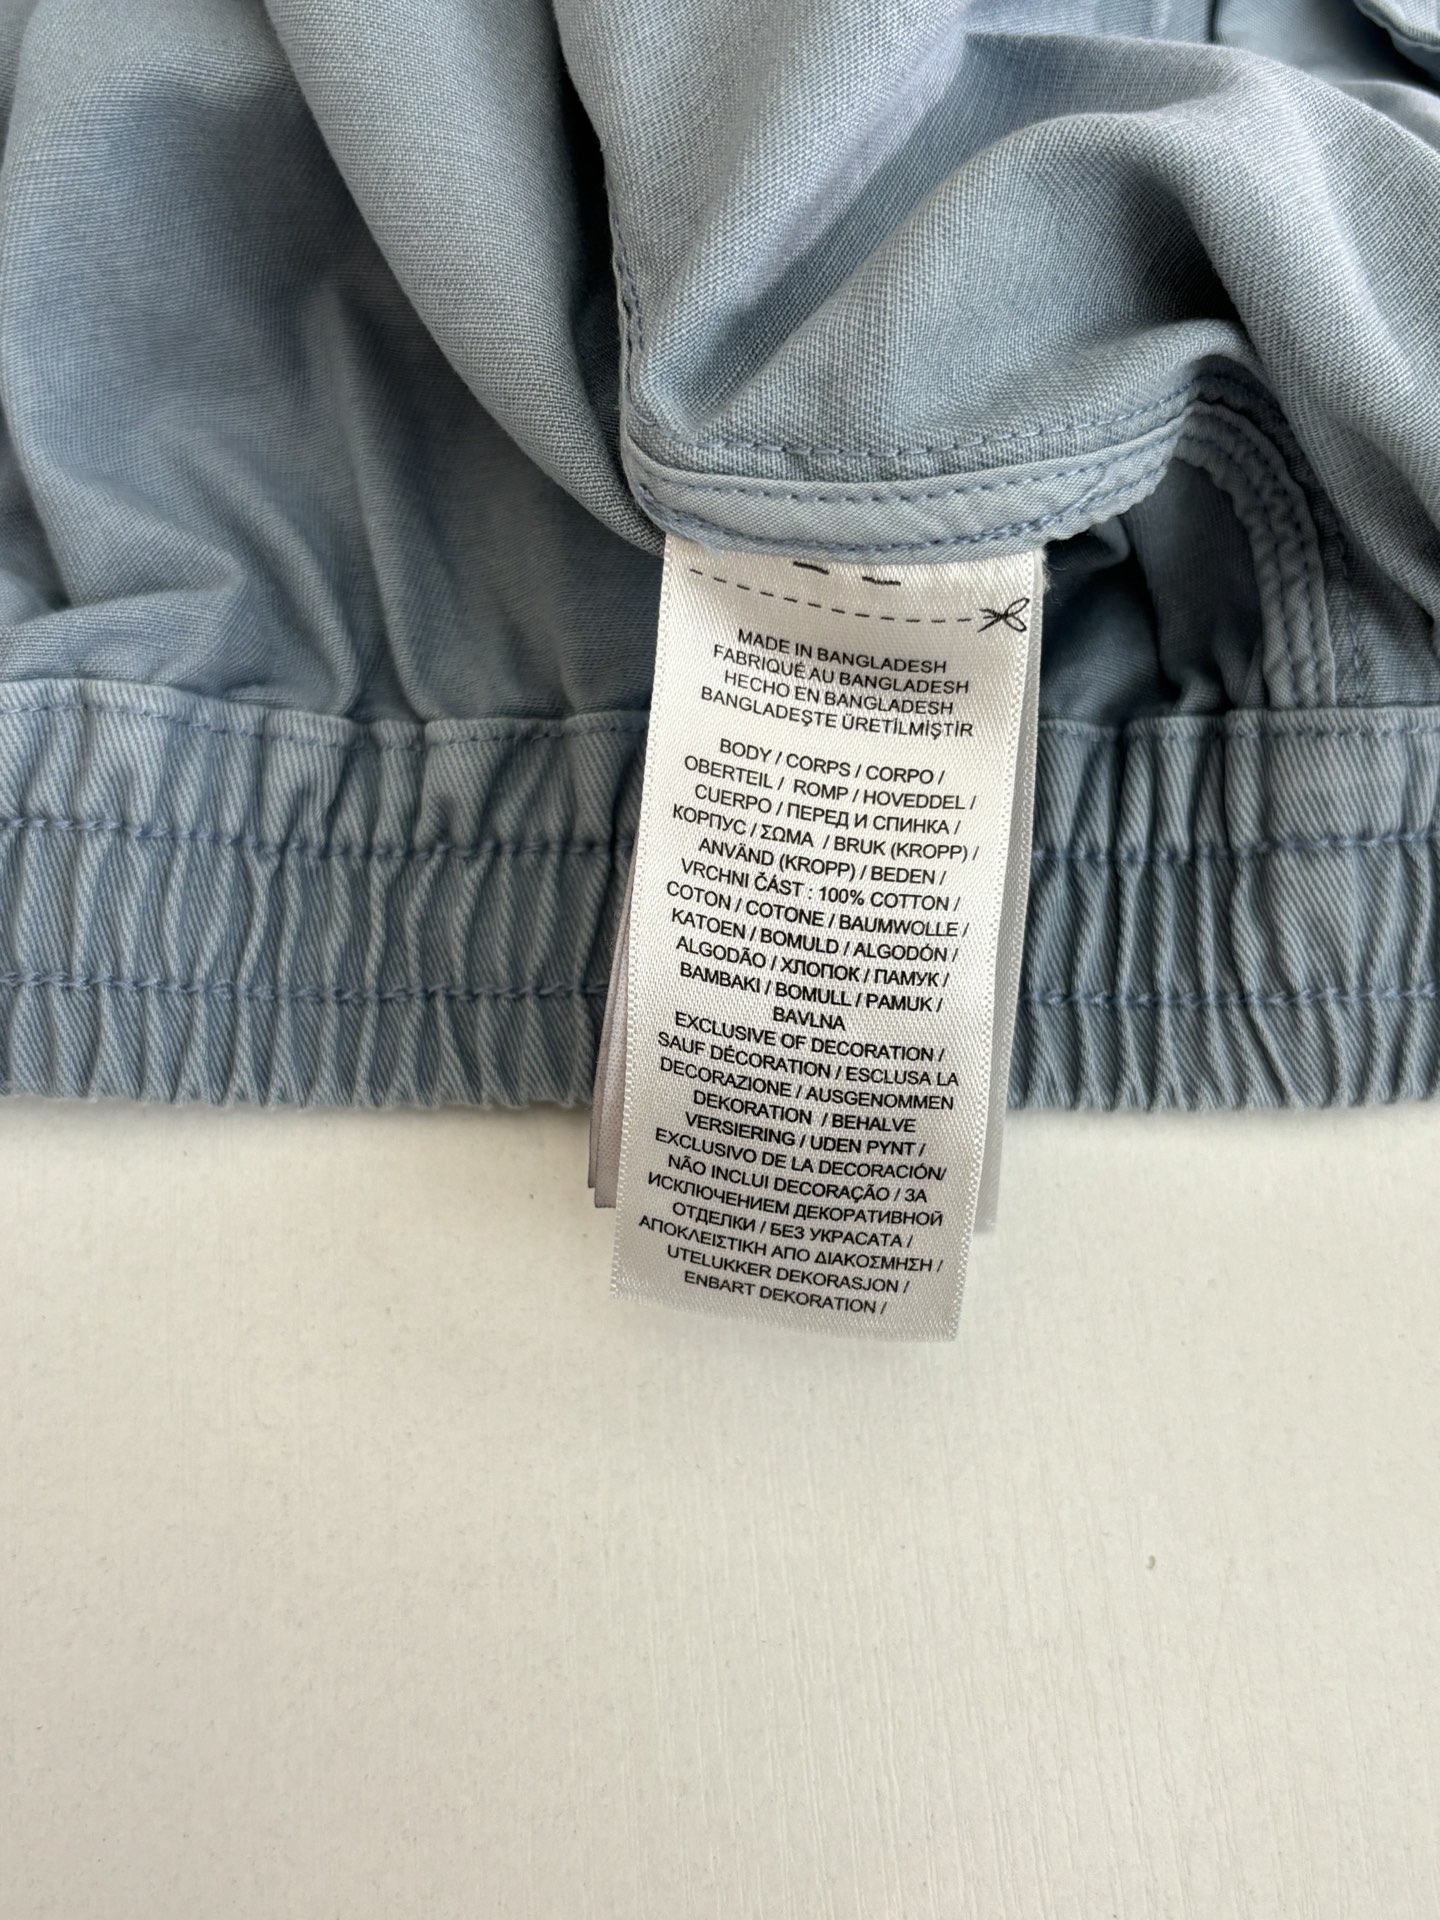 MADE IN BANGLADESH
FABRIQUÉ AU BANGLADESH
HECHO EN BANGLADESH
BANGLADEŞTE ÜRETİLMİŞTİR
BODY / CORPS / CORPO /
OBERTEIL / ROMP / HOVEDDEL /
CUERPO / ПЕРЕД И СПИНКА /
КОРПУС / ΣΩΜΑ / BRUK (KROPP) /
ANVÄND (KROPP) / BEDEN /
VRCHNI ČÁST : 100% COTTON /
COTON / COTONE / BAUMWOLLE /
KATOEN / BOMULD / ALGODÓN /
ALGODÃO / ХЛОПОК / ПАМУК /
BAMBAKI / BOMULL / PAMUK /
BAVLNA
EXCLUSIVE OF DECORATION /
SAUF DÉCORATION / ESCLUSA LA
DECORAZIONE / AUSGENOMMEN
DEKORATION / BEHALVE
VERSIERING / UDEN PYNT /
EXCLUSIVO DE LA DECORACIÓN/
NÃO INCLUI DECORAÇÃO / ЗА
ИСКЛЮЧЕНИЕМ ДЕКОРАТИВНОЙ
ОТДЕЛКИ / БЕЗ УКРАСАТА /
ΑΠΟΚΛΕΙΣΤΙΚΗ ΑΠΟ ΔΙΑΚΟΣΜΗΣΗ /
UTELUKKER DEKORASJON /
ENBART DEKORATION /